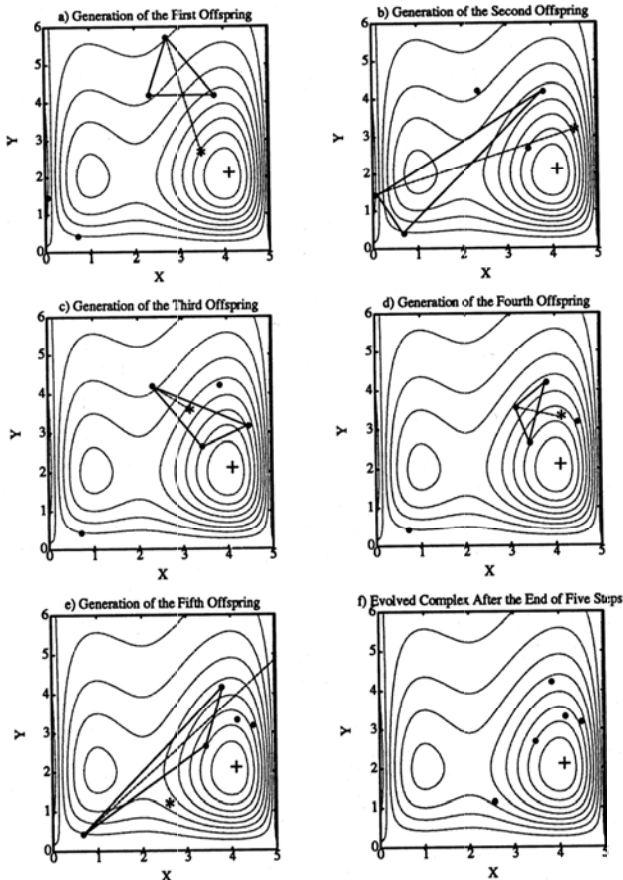 a) Generation of the First Offspring
6
5
4
3
2
1
0
Y
0 1 2 3 4 5
X
b) Generation of the Second Offspring
6
5
4
3
2
1
0
Y
0 1 2 3 4 5
X
c) Generation of the Third Offspring
6
5
4
3
2
1
0
Y
0 1 2 3 4 5
X
d) Generation of the Fourth Offspring
6
5
4
3
2
1
0
Y
0 1 2 3 4 5
X
e) Generation of the Fifth Offspring
6
5
4
3
2
1
0
Y
0 1 2 3 4 5
X
f) Evolved Complex After the End of Five Steps
6
5
4
3
2
1
0
Y
0 1 2 3 4 5
X